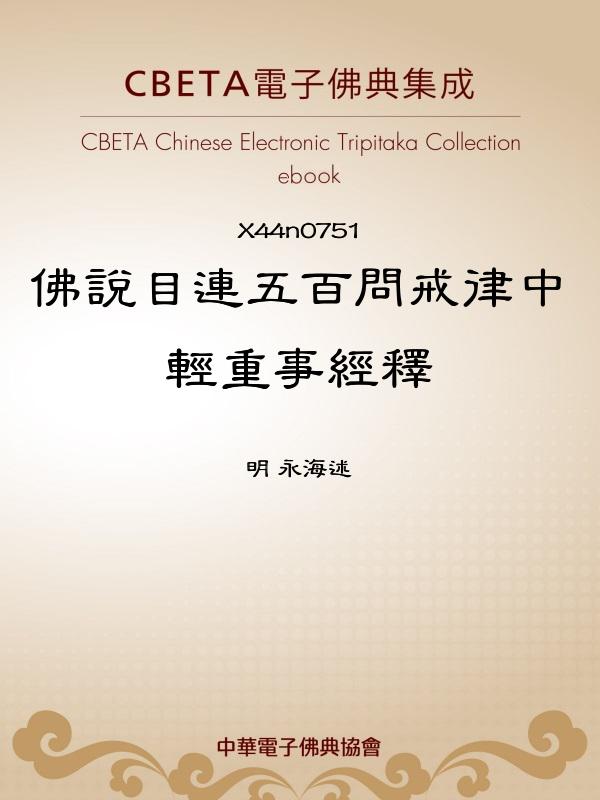 CBETA電子佛典集成
CBETA Chinese Electronic Tripitaka Collection
ebook
X44n0751
佛說目連五百問戒律中
輕重事經釋
明 永海述
中華電子佛典協會